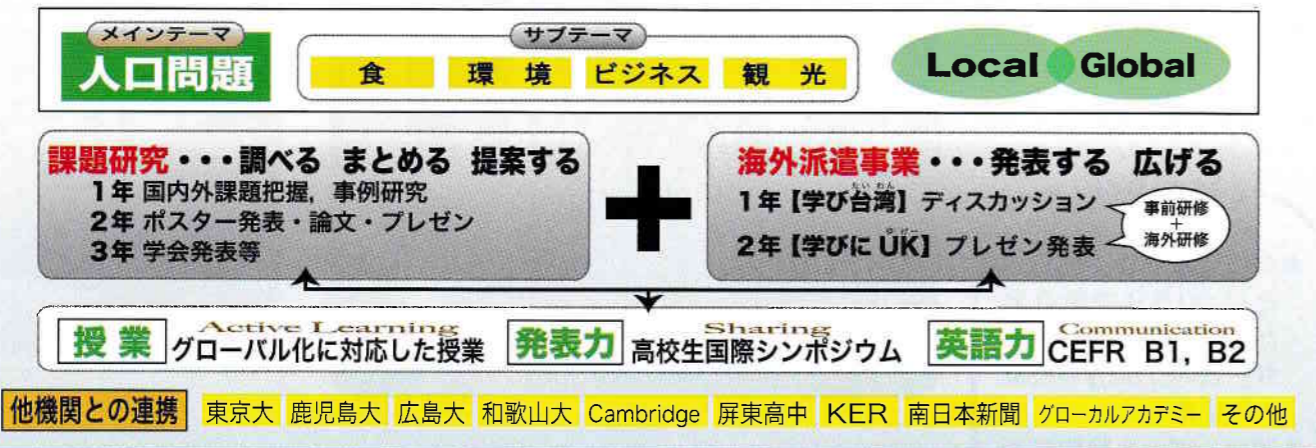 メインテーマ
人口問題
サブテーマ
食 環 境 ビジネス 観 光
Local Global
課題研究・・・調べる まとめる 提案する
1年 国内外課題把握，事例研究
2年 ポスター発表・論文・プレゼン
3年 学会発表等
海外派遣事業・・・発表する 広げる
たい わん
1年【学び台湾】ディスカッション
ゆ けー
2年【学びに UK】プレゼン発表
事前研修
+
海外研修
授 業
Active Learning
グローバル化に対応した授業
発表力
Sharing
高校生国際シンポジウム
英語力
Communication
CEFR B1, B2
他機関との連携 東京大 鹿児島大 広島大 和歌山大 Cambridge 屏東高中 KER 南日本新聞 グローカルアカデミー その他